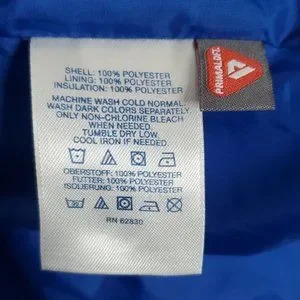 SHELL: 100% POLYESTER
LINING: 100% POLYESTER
INSULATION: 100% POLYESTER
MACHINE WASH COLD NORMAL.
WASH DARK COLORS SEPARATELY.
ONLY NON-CHLORINE BLEACH
WHEN NEEDED.
TUMBLE DRY LOW.
COOL IRON IF NEEDED
OBERSTOFF: 100% POLYESTER
FUTTER: 100% POLYESTER
ISOLIERUNG: 100% POLYESTER
RN 62830
PRIMALOFT